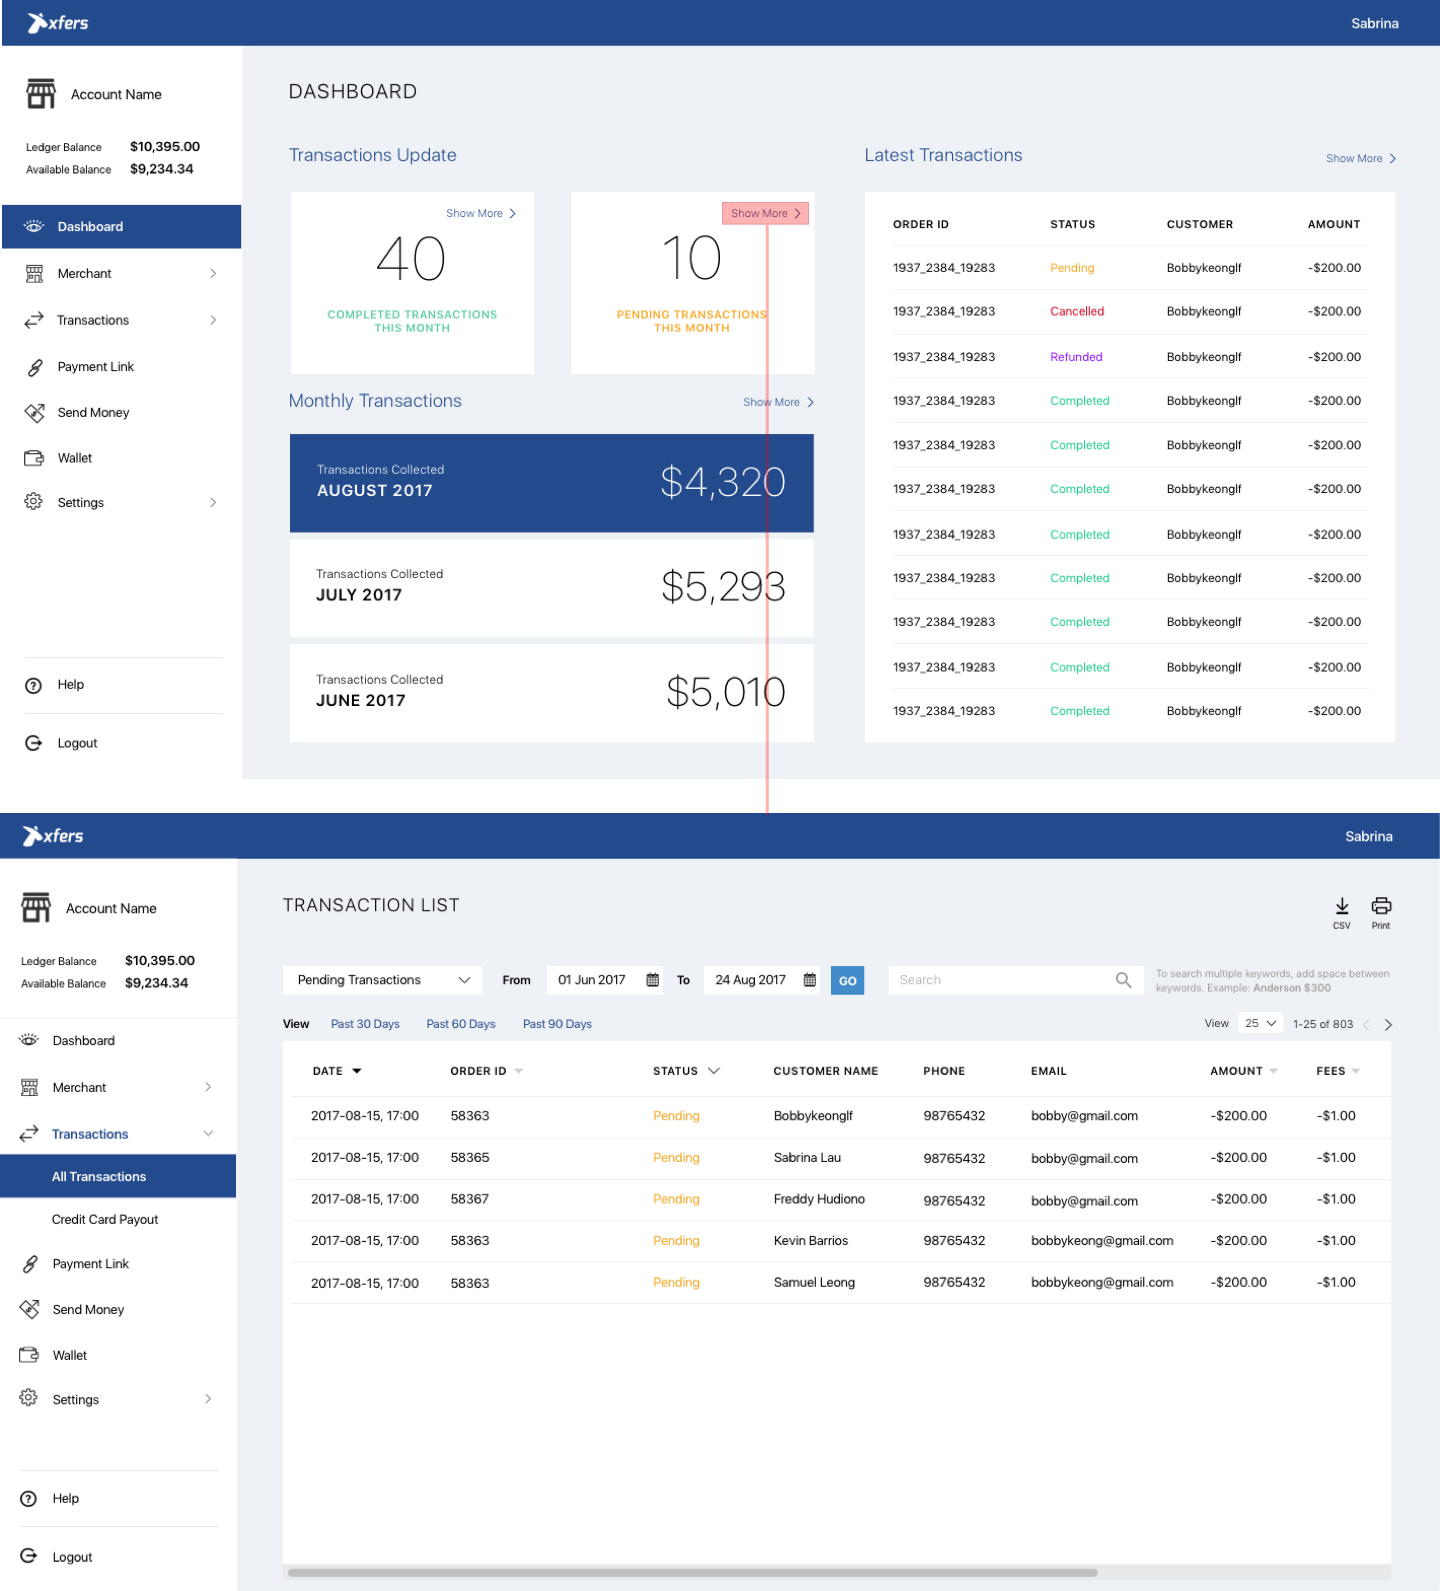 xfers
Sabrina
Account Name
Ledger Balance $10,395.00
Available Balance $9,234.34
Dashboard
Merchant
Transactions
Payment Link
Send Money
Wallet
Settings
Help
Logout
DASHBOARD
Transactions Update
Show More
40
COMPLETED TRANSACTIONS
THIS MONTH
Show More
10
PENDING TRANSACTIONS
THIS MONTH
Monthly Transactions Show More
Transactions Collected
AUGUST 2017 $4,320
Transactions Collected
JULY 2017 $5,293
Transactions Collected
JUNE 2017 $5,010
Latest Transactions Show More
ORDER ID STATUS CUSTOMER AMOUNT
1937_2384_19283 Pending Bobbykeonglf -$200.00
1937_2384_19283 Cancelled Bobbykeonglf -$200.00
1937_2384_19283 Refunded Bobbykeonglf -$200.00
1937_2384_19283 Completed Bobbykeonglf -$200.00
1937_2384_19283 Completed Bobbykeonglf -$200.00
1937_2384_19283 Completed Bobbykeonglf -$200.00
1937_2384_19283 Completed Bobbykeonglf -$200.00
1937_2384_19283 Completed Bobbykeonglf -$200.00
1937_2384_19283 Completed Bobbykeonglf -$200.00
1937_2384_19283 Completed Bobbykeonglf -$200.00
1937_2384_19283 Completed Bobbykeonglf -$200.00
xfers
Sabrina
Account Name
Ledger Balance $10,395.00
Available Balance $9,234.34
Dashboard
Merchant
Transactions
All Transactions
Credit Card Payout
Payment Link
Send Money
Wallet
Settings
Help
Logout
TRANSACTION LIST
CSV Print
Pending Transactions From 01 Jun 2017 To 24 Aug 2017 GO Search
To search multiple keywords, add space between
keywords. Example: Anderson $300
View Past 30 Days Past 60 Days Past 90 Days View 25 1-25 of 803
DATE ORDER ID STATUS CUSTOMER NAME PHONE EMAIL AMOUNT FEES
2017-08-15, 17:00 58363 Pending Bobbykeonglf 98765432 bobby@gmail.com -$200.00 -$1.00
2017-08-15, 17:00 58365 Pending Sabrina Lau 98765432 bobby@gmail.com -$200.00 -$1.00
2017-08-15, 17:00 58367 Pending Freddy Hudiono 98765432 bobby@gmail.com -$200.00 -$1.00
2017-08-15, 17:00 58363 Pending Kevin Barrios 98765432 bobbykeong@gmail.com -$200.00 -$1.00
2017-08-15, 17:00 58363 Pending Samuel Leong 98765432 bobbykeong@gmail.com -$200.00 -$1.00